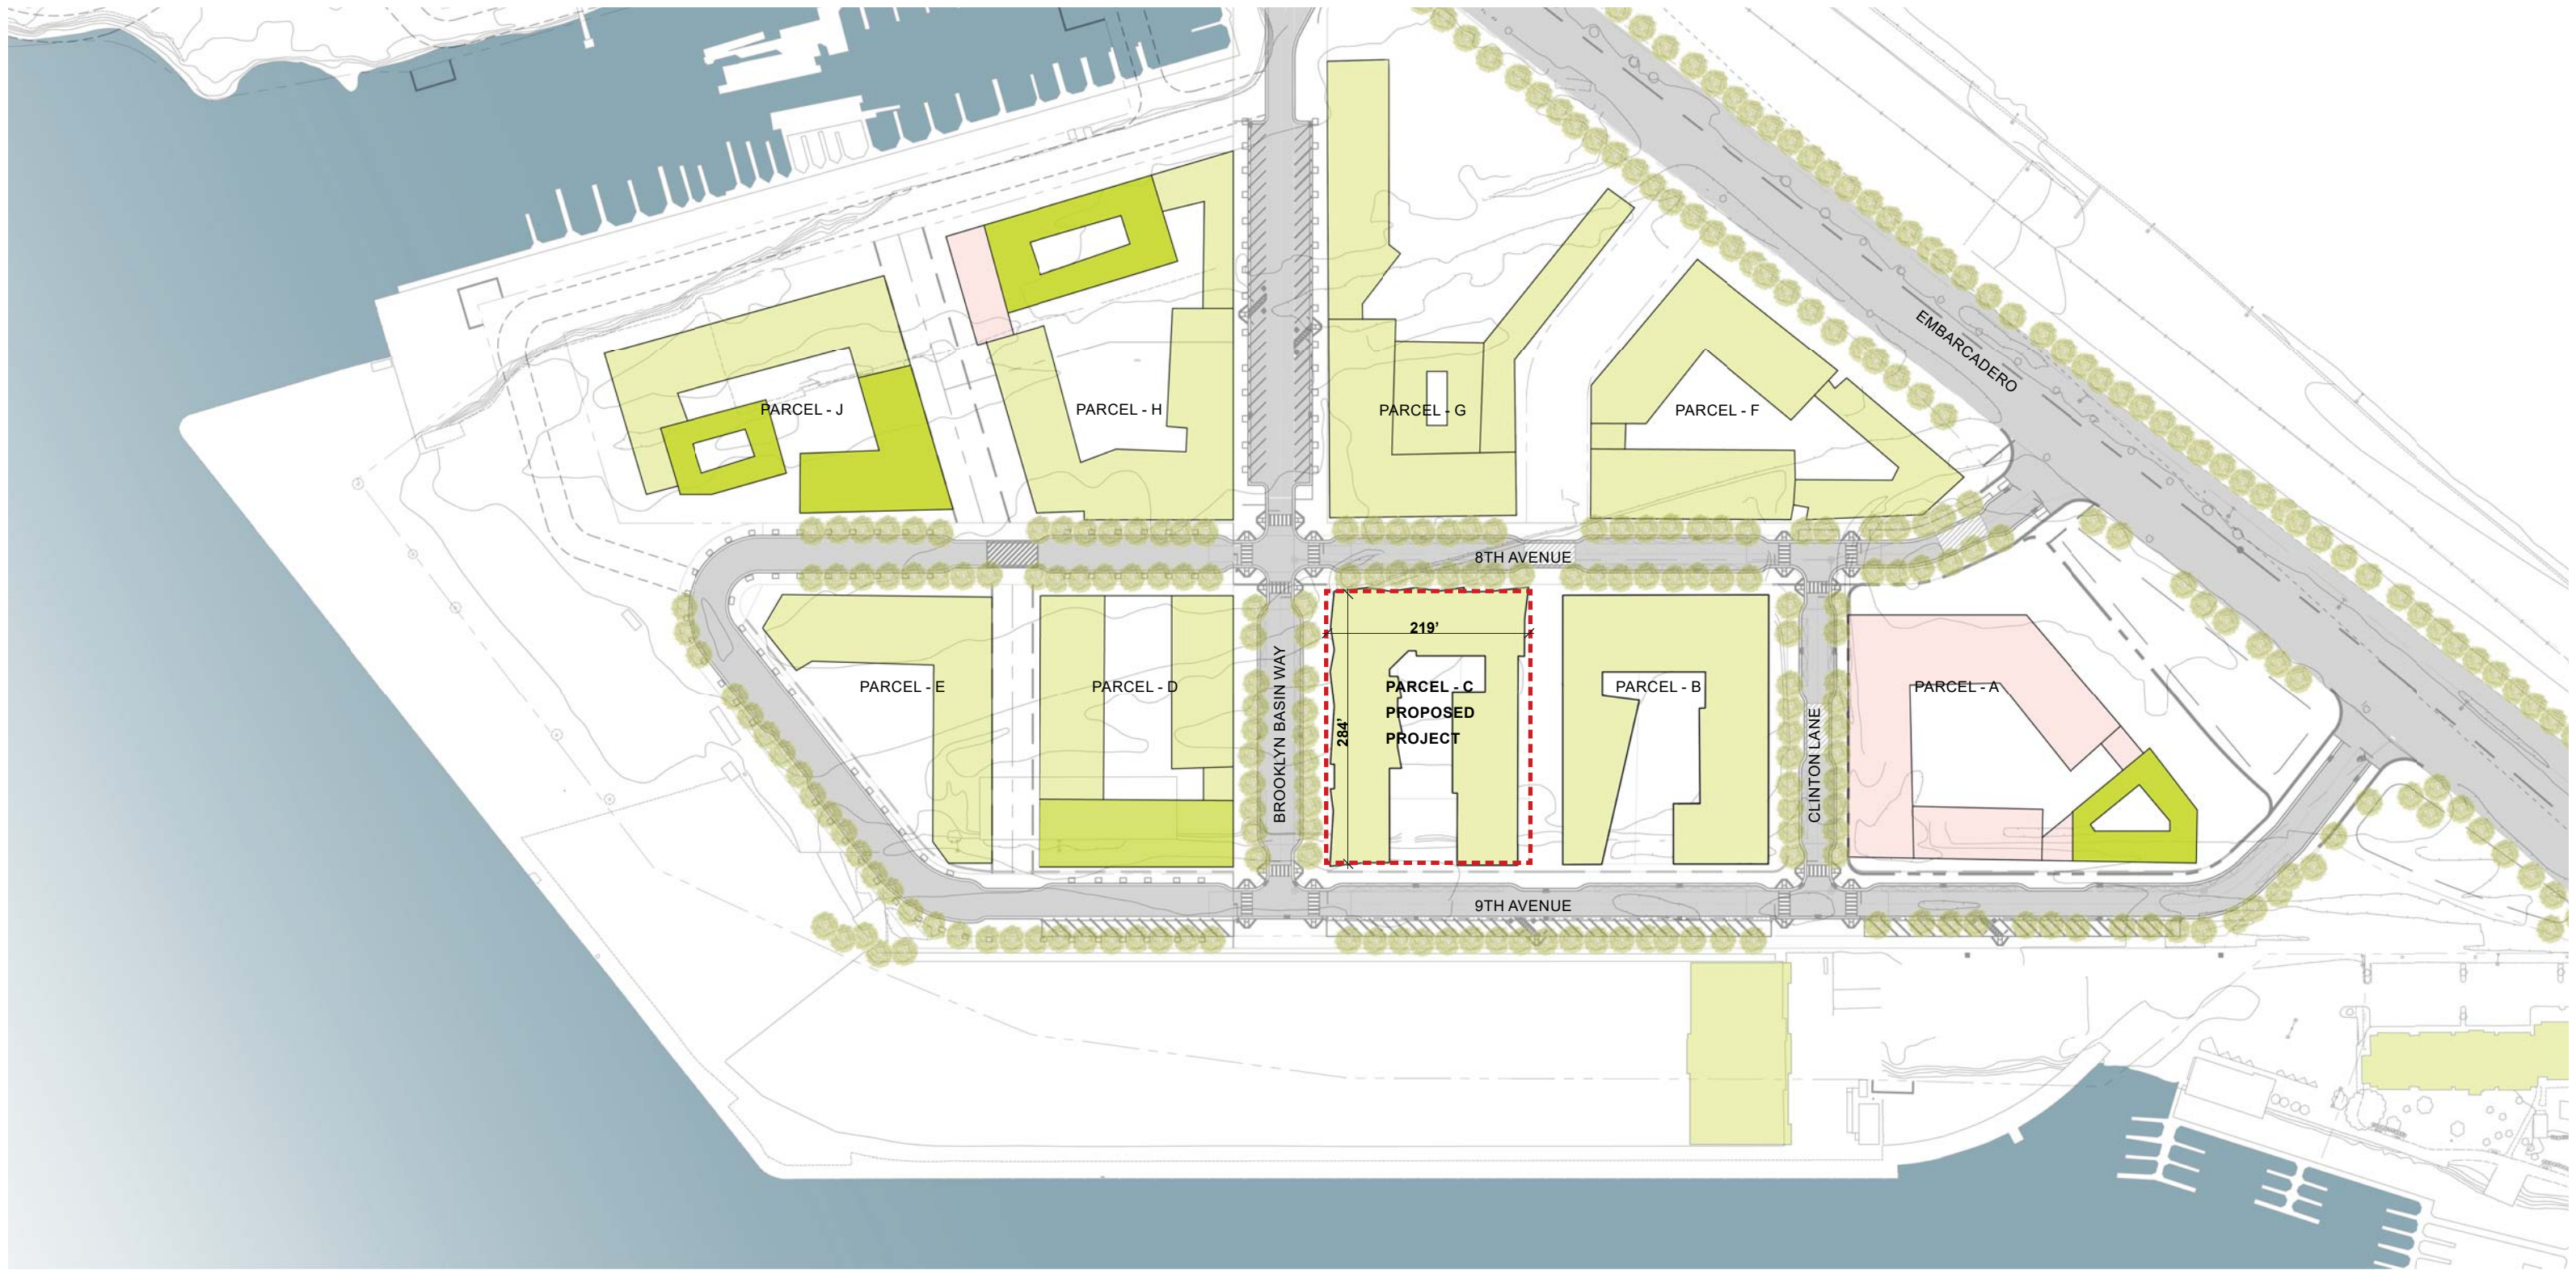 EMBARCADERO
PARCEL - J
PARCEL - H
PARCEL - G
PARCEL - F
8TH AVENUE
219'
284'
PARCEL - E
PARCEL - D
BROOKLYN BASIN WAY
PARCEL - C
PROPOSED
PROJECT
PARCEL - B
CLINTON LANE
PARCEL - A
9TH AVENUE